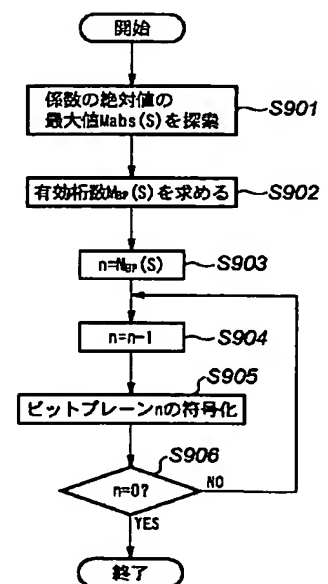 開始
係数の絶対値の
最大値Mabs(S)を探索
S901
有効桁数NBP(S)を求める
S902
n=NBP(S)
S903
n=n-1
S904
S905
ビットプレーンnの符号化
S906
n=0?
NO
YES
終了